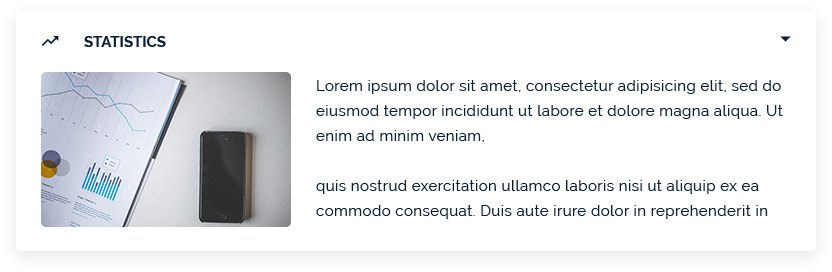 STATISTICS
Lorem ipsum dolor sit amet, consectetur adipisicing elit, sed do
eiusmod tempor incididunt ut labore et dolore magna aliqua. Ut
enim ad minim veniam,
quis nostrud exercitation ullamco laboris nisi ut aliquip ex ea
commodo consequat. Duis aute irure dolor in reprehenderit in